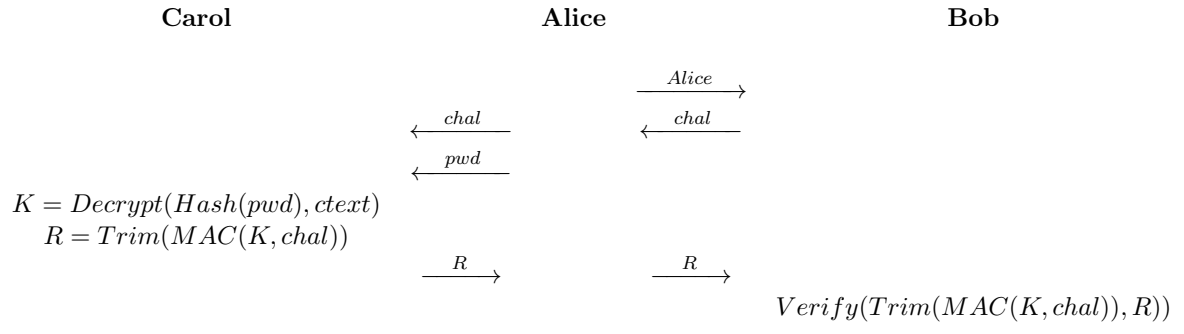 Carol Alice Bob
Alice
chal chal
pwd
K = Decrypt(Hash(pwd), ctext)
R = Trim(MAC(K, chal))
R R
Verify(Trim(MAC(K, chal)), R))